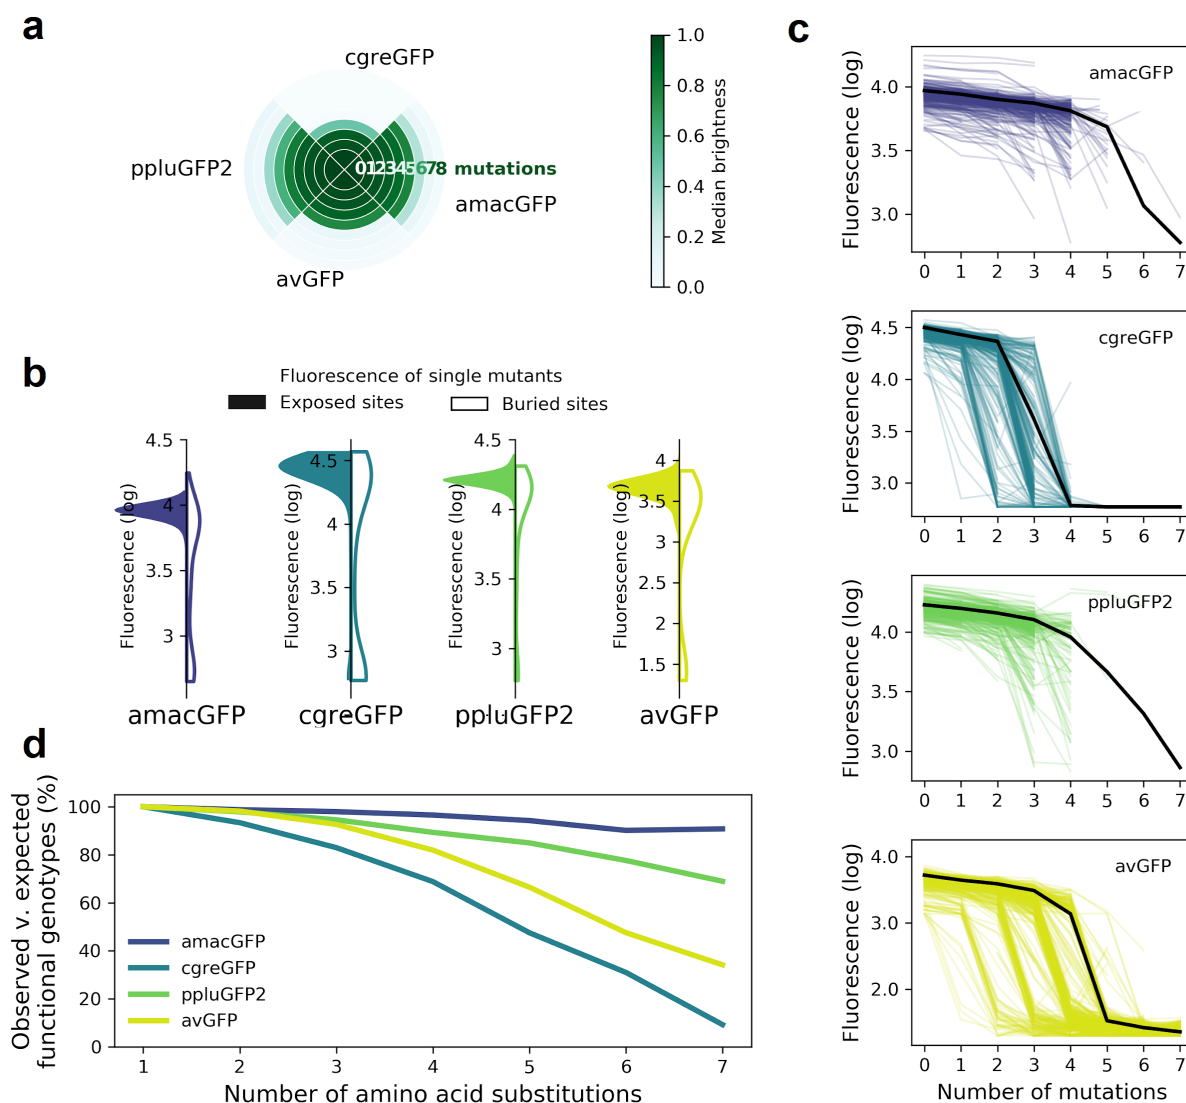 a
cgreGFP
ppluGFP2
012345678 mutations
amacGFP
avGFP
1.0
0.8
0.6
0.4
0.2
0.0
Median brightness
b
Fluorescence of single mutants
Exposed sites
Buried sites
Fluorescence (log)
4.5
4
3.5
3
amacGFP
Fluorescence (log)
4.5
4
3.5
3
cgreGFP
Fluorescence (log)
4.5
4
3.5
3
ppluGFP2
Fluorescence (log)
4
3.5
3
2.5
2
1.5
avGFP
c
Fluorescence (log)
4.0
3.5
3.0
amacGFP
0 1 2 3 4 5 6 7
Fluorescence (log)
4.5
4.0
3.5
3.0
cgreGFP
0 1 2 3 4 5 6 7
Fluorescence (log)
4.0
3.5
3.0
ppluGFP2
0 1 2 3 4 5 6 7
Fluorescence (log)
4.0
3.0
2.0
avGFP
0 1 2 3 4 5 6 7
Number of mutations
d
Observed v. expected
functional genotypes (%)
100
80
60
40
20
0
amacGFP
cgreGFP
ppluGFP2
avGFP
1 2 3 4 5 6 7
Number of amino acid substitutions